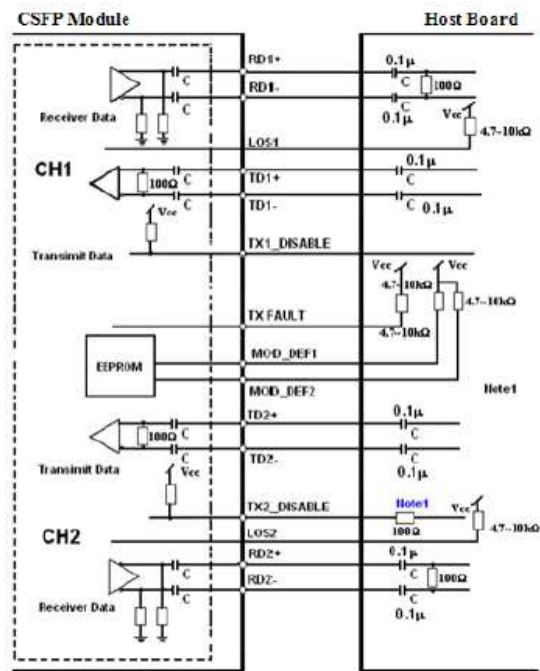 CSFP Module
Host Board
RD1+
0.1μ
C
C
100Ω
RD1-
C
C
0.1μ
Vcc
Receiver Data
4.7~10kΩ
LOS1
CH1
0.1μ
TD1+
100Ω
C
C
TD1-
C
C
0.1μ
Vcc
TX1_DISABLE
Transimit Data
Vcc
Vcc
4.7~10kΩ
4.7~10kΩ
TX FAULT
4.7~10kΩ
MOD_DEF1
EEPROM
MOD_DEF2
Note1
TD2+
0.1μ
100Ω
C
C
TD2-
Transimit Data
Vcc
0.1μ
TX2_DISABLE
Note1
Vcc
100Ω
LOS2
4.7~10kΩ
CH2
RD2+
0.1μ
C
C
100Ω
RD2-
C
C
Receiver Data
0.1μ